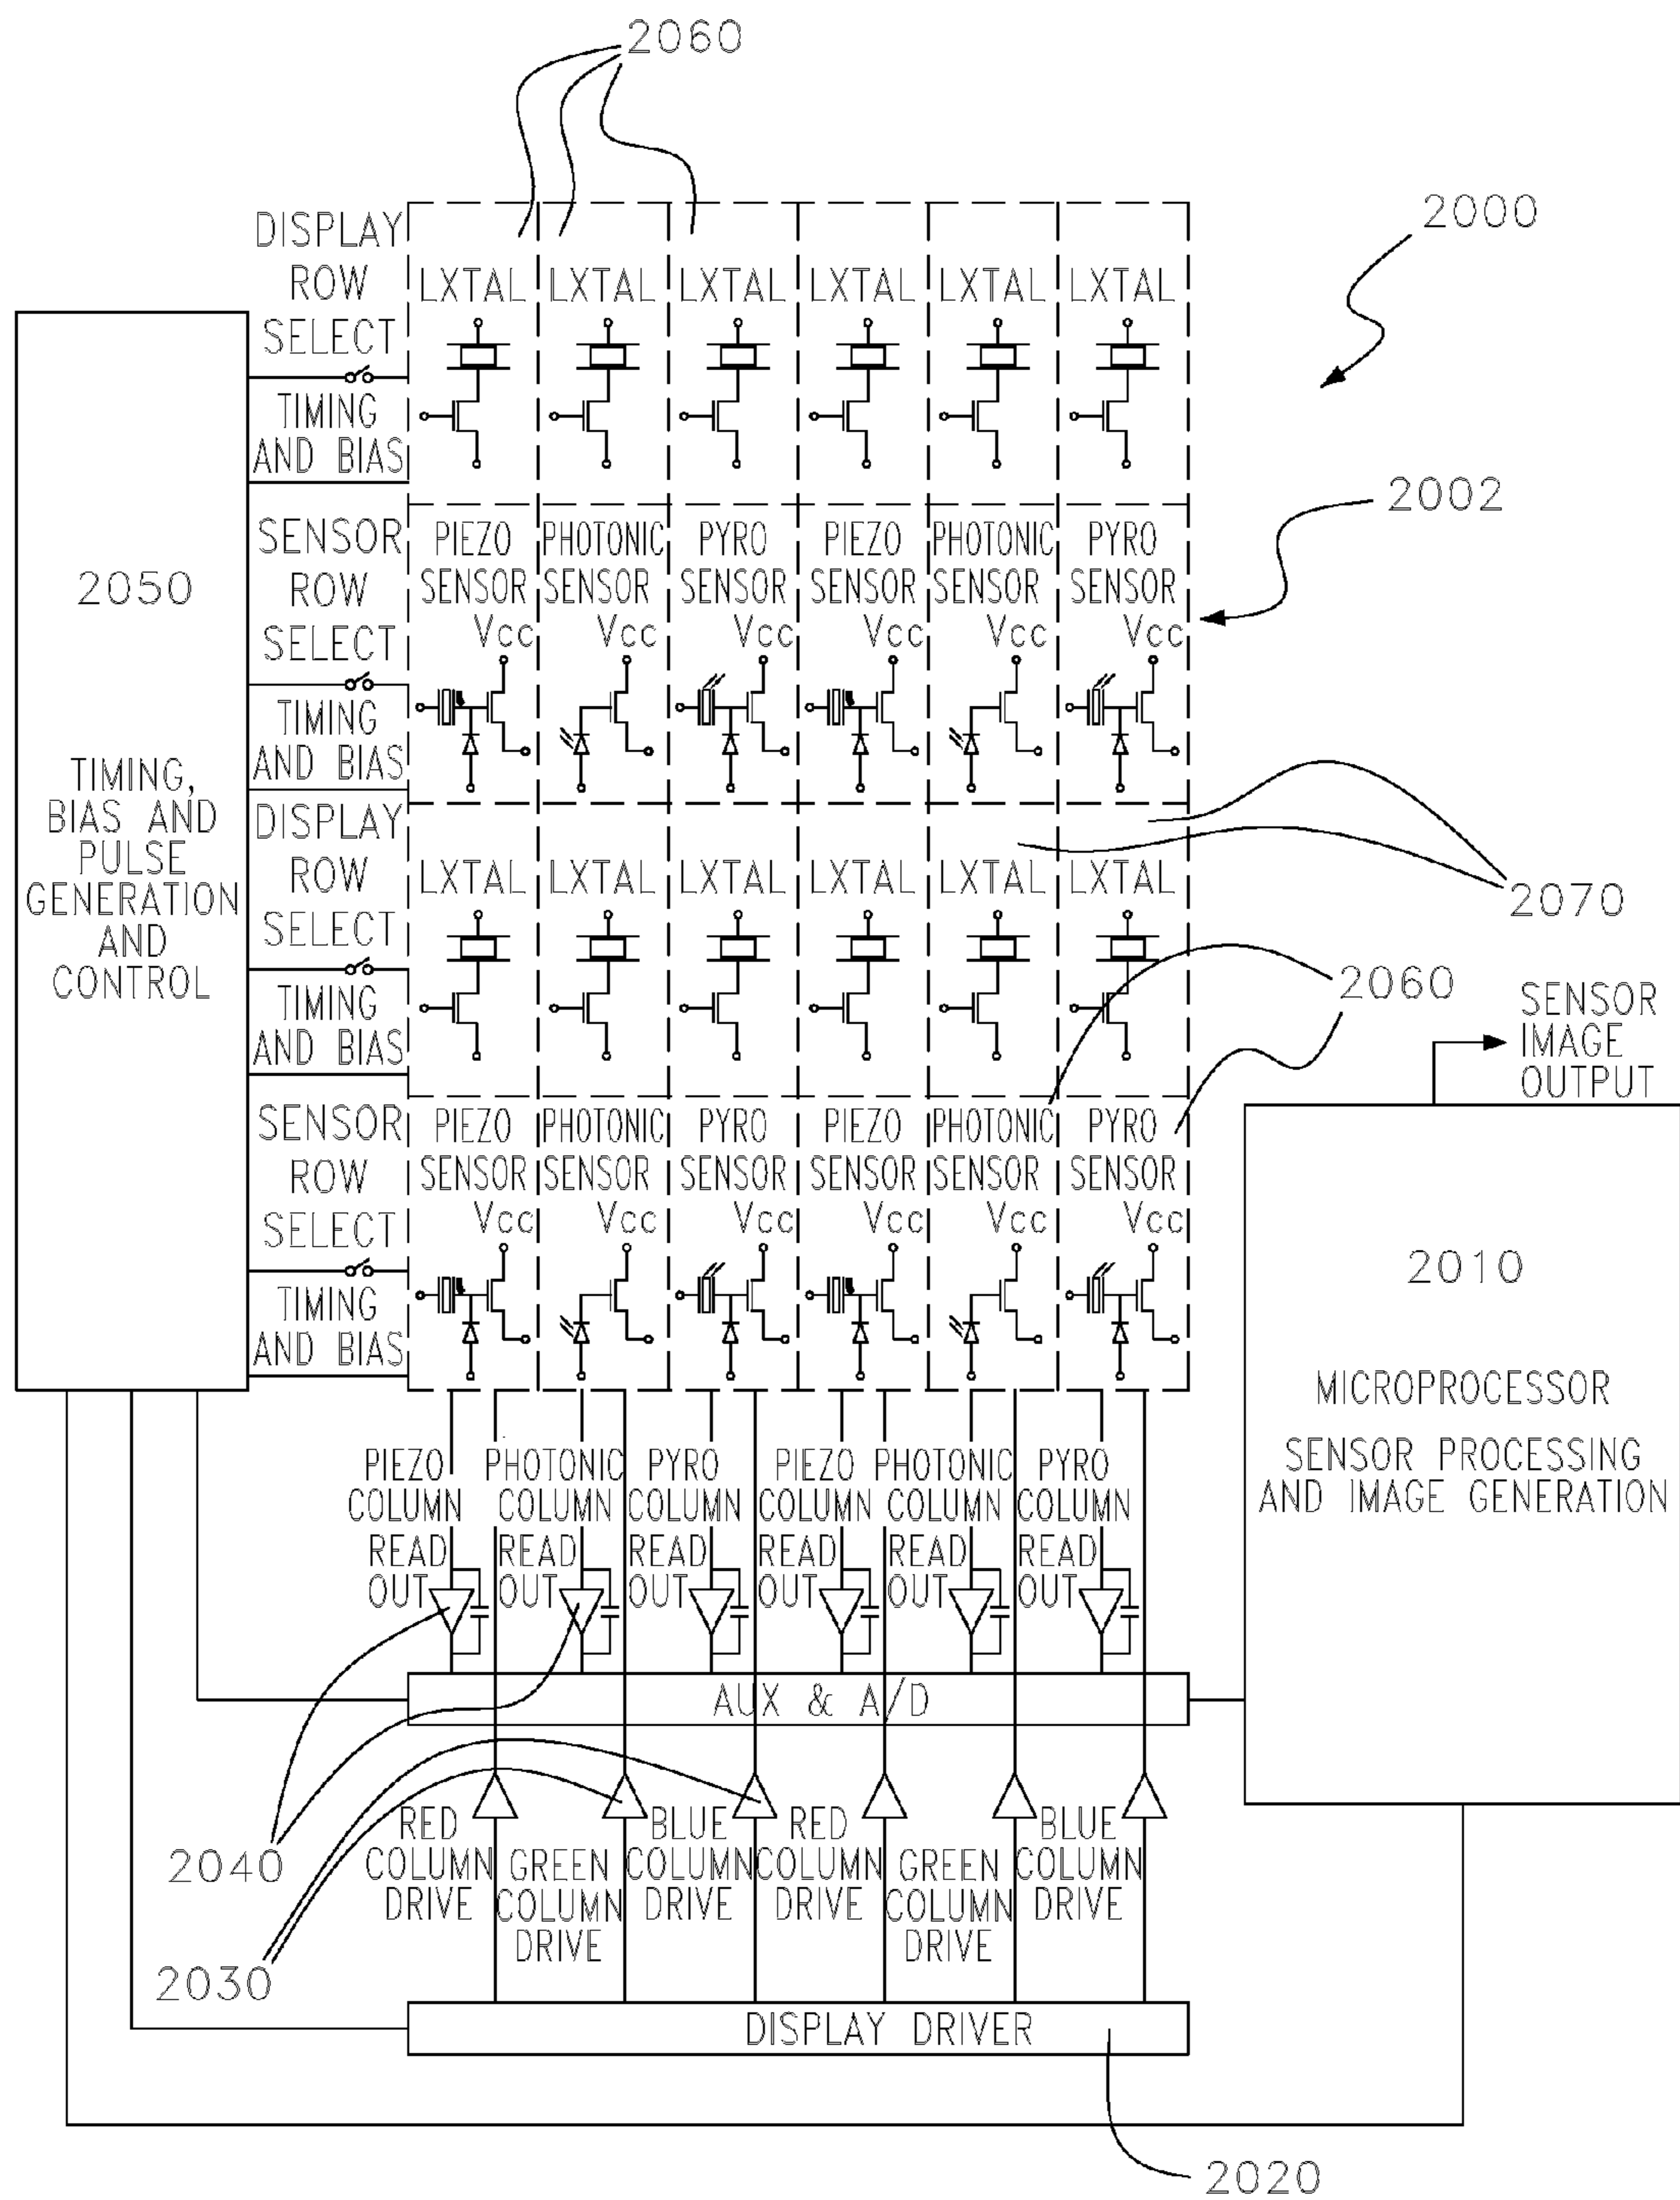 2060
2000
DISPLAY
ROW
SELECT
LXTAL LXTAL LXTAL LXTAL LXTAL LXTAL
TIMING
AND BIAS
2002
SENSOR
ROW
SELECT
PIEZO PHOTONIC PYRO PIEZO PHOTONIC PYRO
SENSOR SENSOR SENSOR SENSOR SENSOR SENSOR
Vcc Vcc Vcc Vcc Vcc Vcc
TIMING
AND BIAS
2050
TIMING,
BIAS AND
PULSE
GENERATION
AND
CONTROL
DISPLAY
ROW
SELECT
LXTAL LXTAL LXTAL LXTAL LXTAL LXTAL
2070
TIMING
AND BIAS
2060
SENSOR
IMAGE
OUTPUT
SENSOR
ROW
SELECT
PIEZO PHOTONIC PYRO PIEZO PHOTONIC PYRO
SENSOR SENSOR SENSOR SENSOR SENSOR SENSOR
Vcc Vcc Vcc Vcc Vcc Vcc
TIMING
AND BIAS
2010
MICROPROCESSOR
SENSOR PROCESSING
AND IMAGE GENERATION
PIEZO PHOTONIC PYRO PIEZO PHOTONIC PYRO
COLUMN COLUMN COLUMN COLUMN COLUMN COLUMN
READ READ READ READ READ READ
OUT OUT OUT OUT OUT OUT
AUX & A/D
2040
RED
COLUMN
DRIVE
GREEN
COLUMN
DRIVE
BLUE
COLUMN
DRIVE
RED
COLUMN
DRIVE
GREEN
COLUMN
DRIVE
BLUE
COLUMN
DRIVE
2030
DISPLAY DRIVER
2020